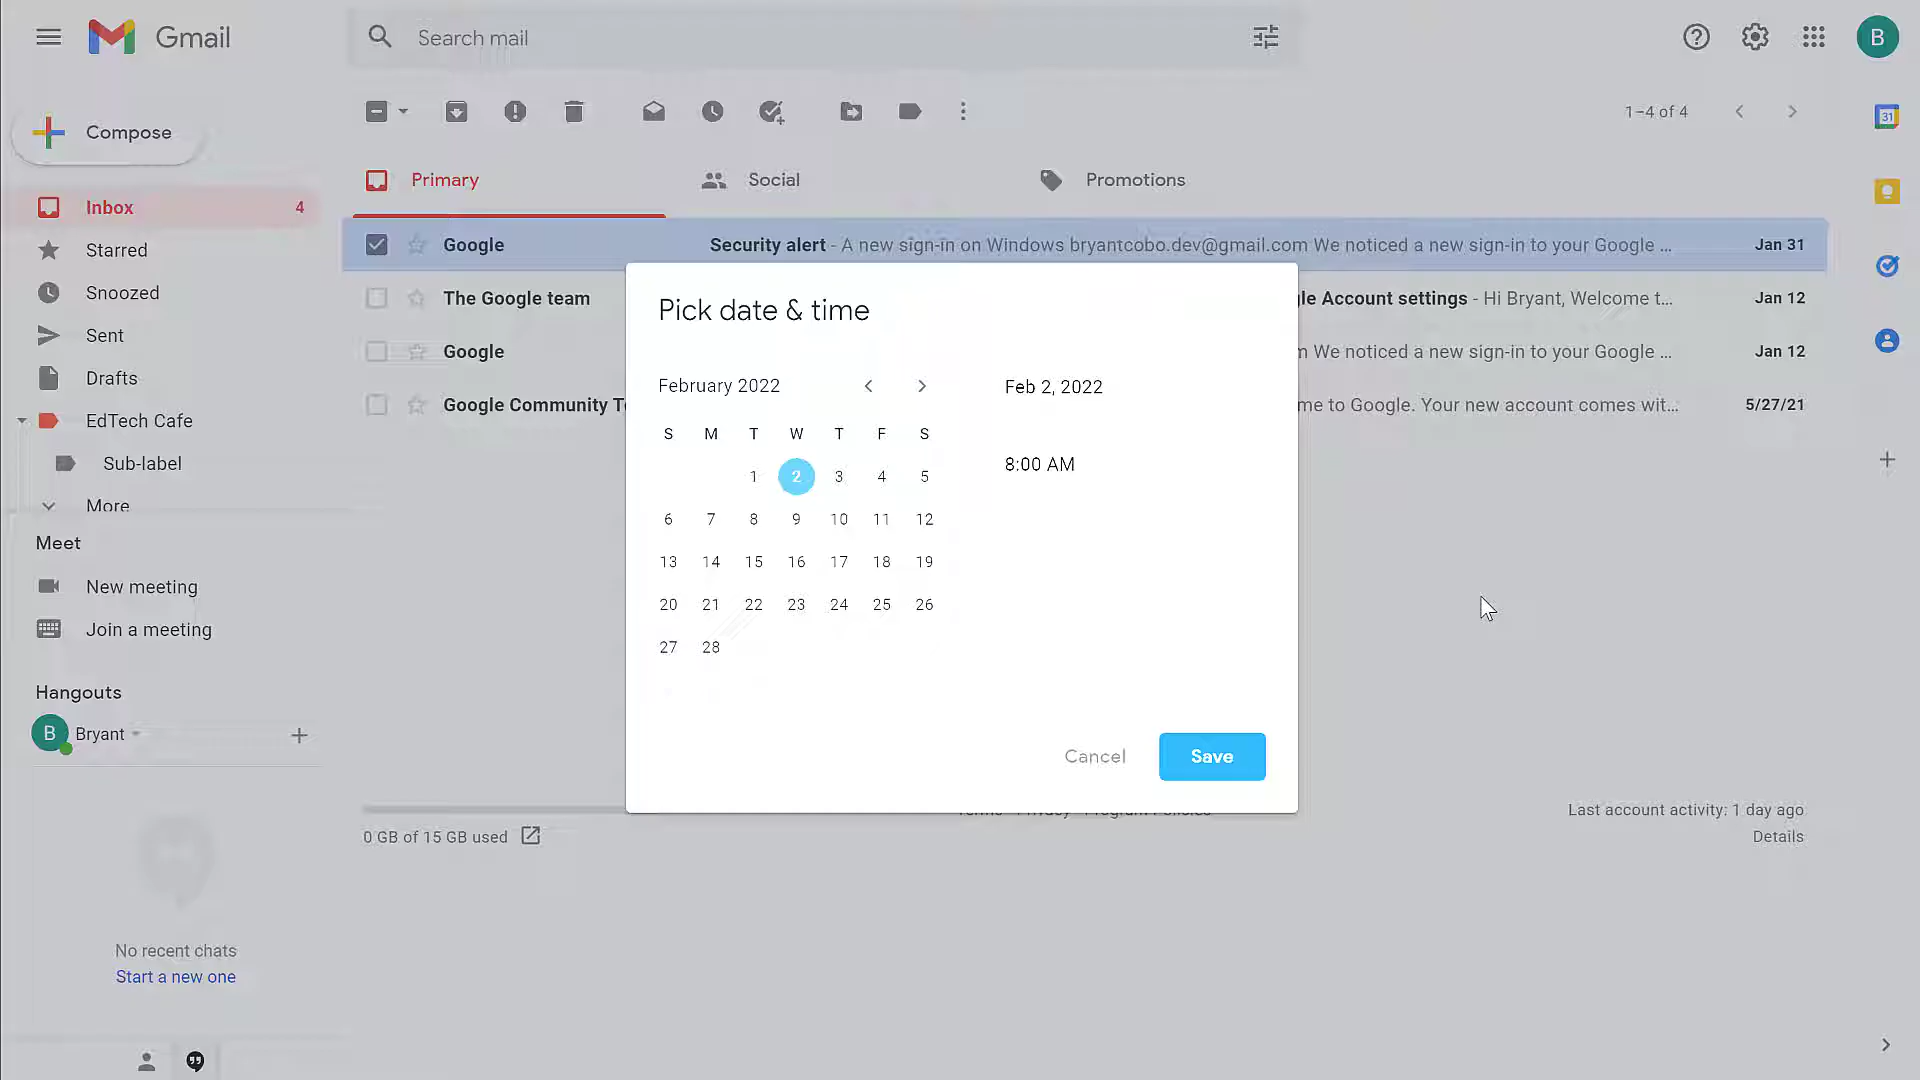 Gmail
Search mail
B
Compose
1–4 of 4
31
Primary
Social
Promotions
Inbox 4
Starred
Snoozed
Sent
Drafts
EdTech Cafe
Sub-label
More
Google Security alert - A new sign-in on Windows bryantcobo.dev@gmail.com We noticed a new sign-in to your Google ... Jan 31
The Google team gle Account settings - Hi Bryant, Welcome t... Jan 12
Google m We noticed a new sign-in to your Google ... Jan 12
Google Community T me to Google. Your new account comes wit... 5/27/21
Pick date & time
February 2022
Feb 2, 2022
S M T W T F S
8:00 AM
1 2 3 4 5
6 7 8 9 10 11 12
13 14 15 16 17 18 19
20 21 22 23 24 25 26
27 28
Cancel
Save
Meet
New meeting
Join a meeting
Hangouts
B Bryant
No recent chats
Start a new one
0 GB of 15 GB used
Terms · Privacy · Program Policies
Last account activity: 1 day ago
Details